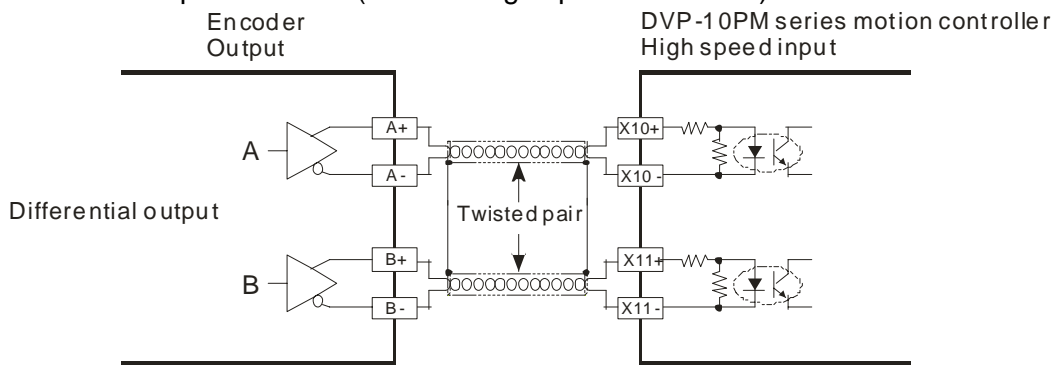 Encoder
Output
DVP-10PM series motion controller
High speed input
A
A+
A-
X10+
X10-
Differential output
Twisted pair
B
B+
B-
X11+
X11-